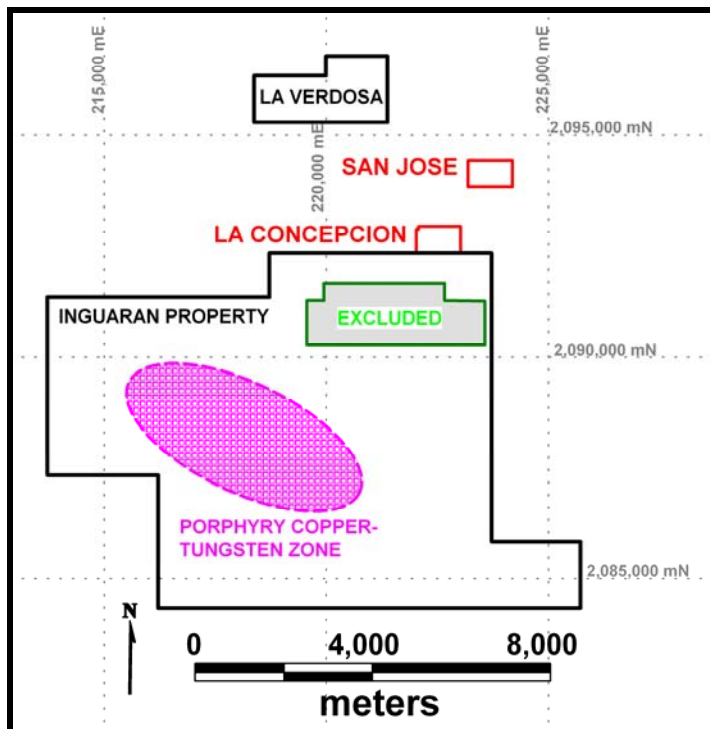 215,000 mE
220,000 mE
225,000 mE
LA VERDOSA
2,095,000 mN
SAN JOSE
LA CONCEPCION
INGUARAN PROPERTY
EXCLUDED
2,090,000 mN
PORPHYRY COPPER-
TUNGSTEN ZONE
2,085,000 mN
N
0 4,000 8,000
meters